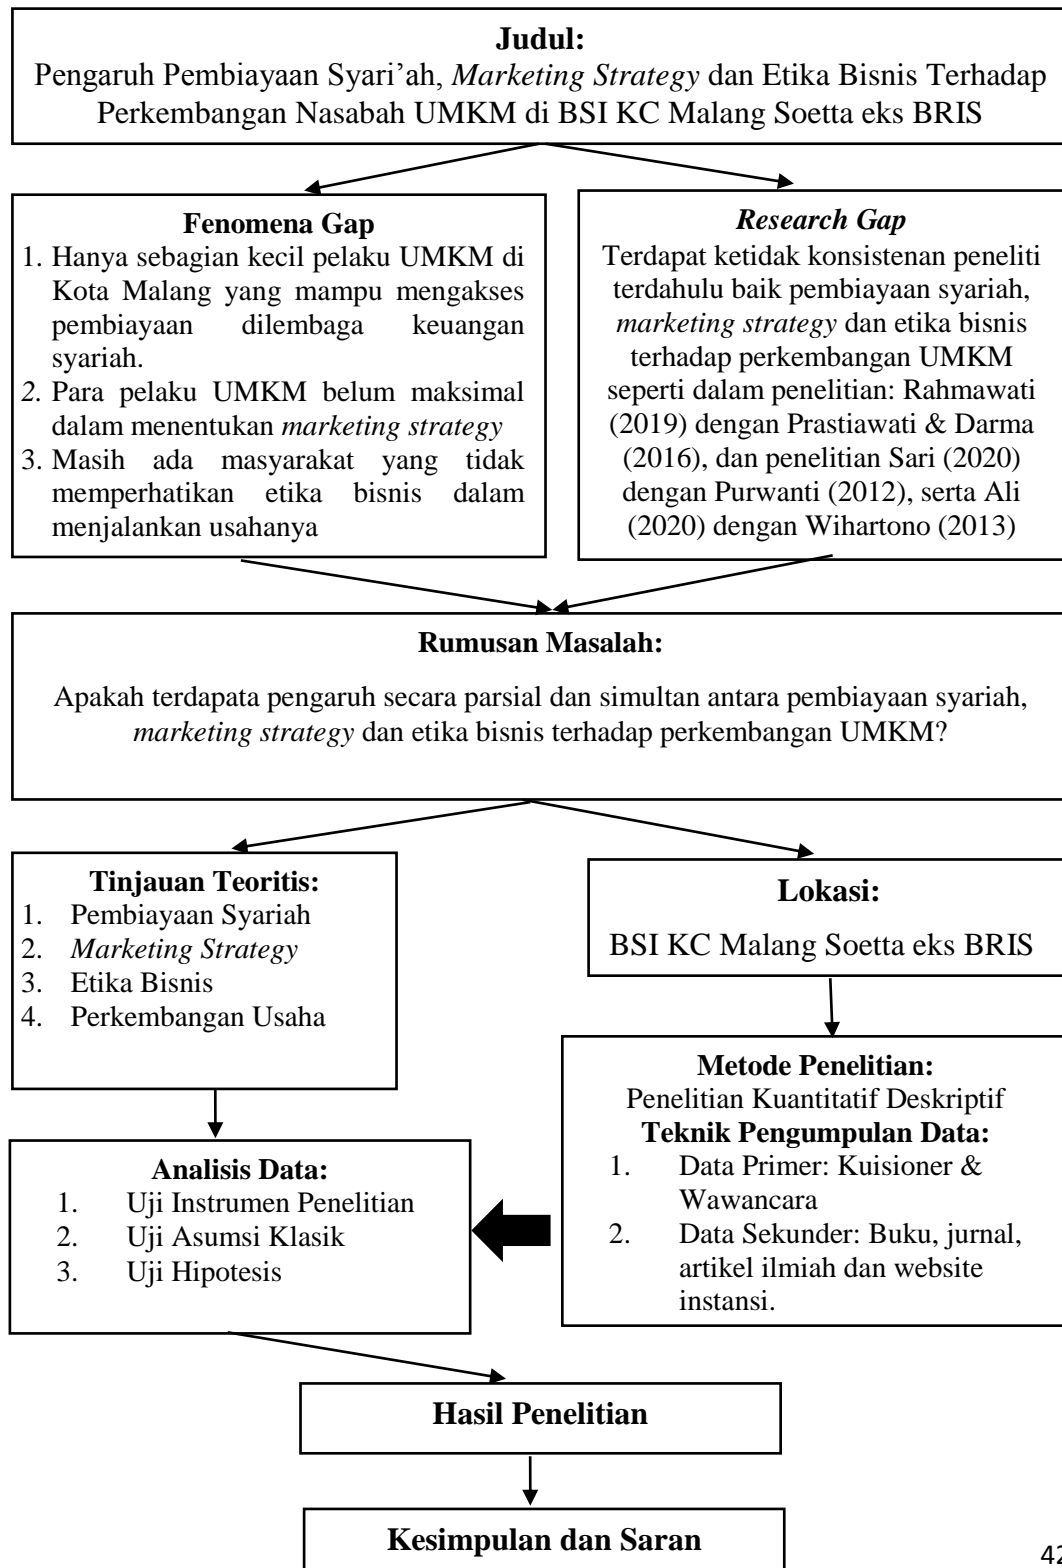 Judul:
Pengaruh Pembiayaan Syari’ah, Marketing Strategy dan Etika Bisnis Terhadap
Perkembangan Nasabah UMKM di BSI KC Malang Soetta eks BRIS
Fenomena Gap
1. Hanya sebagian kecil pelaku UMKM di
Kota Malang yang mampu mengakses
pembiayaan dilembaga keuangan
syariah.
2. Para pelaku UMKM belum maksimal
dalam menentukan marketing strategy
3. Masih ada masyarakat yang tidak
memperhatikan etika bisnis dalam
menjalankan usahanya
Research Gap
Terdapat ketidak konsistenan peneliti
terdahulu baik pembiayaan syariah,
marketing strategy dan etika bisnis
terhadap perkembangan UMKM
seperti dalam penelitian: Rahmawati
(2019) dengan Prastiawati & Darma
(2016), dan penelitian Sari (2020)
dengan Purwanti (2012), serta Ali
(2020) dengan Wihartono (2013)
Rumusan Masalah:
Apakah terdapata pengaruh secara parsial dan simultan antara pembiayaan syariah,
marketing strategy dan etika bisnis terhadap perkembangan UMKM?
Tinjauan Teoritis:
1. Pembiayaan Syariah
2. Marketing Strategy
3. Etika Bisnis
4. Perkembangan Usaha
Lokasi:
BSI KC Malang Soetta eks BRIS
Metode Penelitian:
Penelitian Kuantitatif Deskriptif
Teknik Pengumpulan Data:
1. Data Primer: Kuisioner &
Wawancara
2. Data Sekunder: Buku, jurnal,
artikel ilmiah dan website
instansi.
Analisis Data:
1. Uji Instrumen Penelitian
2. Uji Asumsi Klasik
3. Uji Hipotesis
Hasil Penelitian
Kesimpulan dan Saran
42